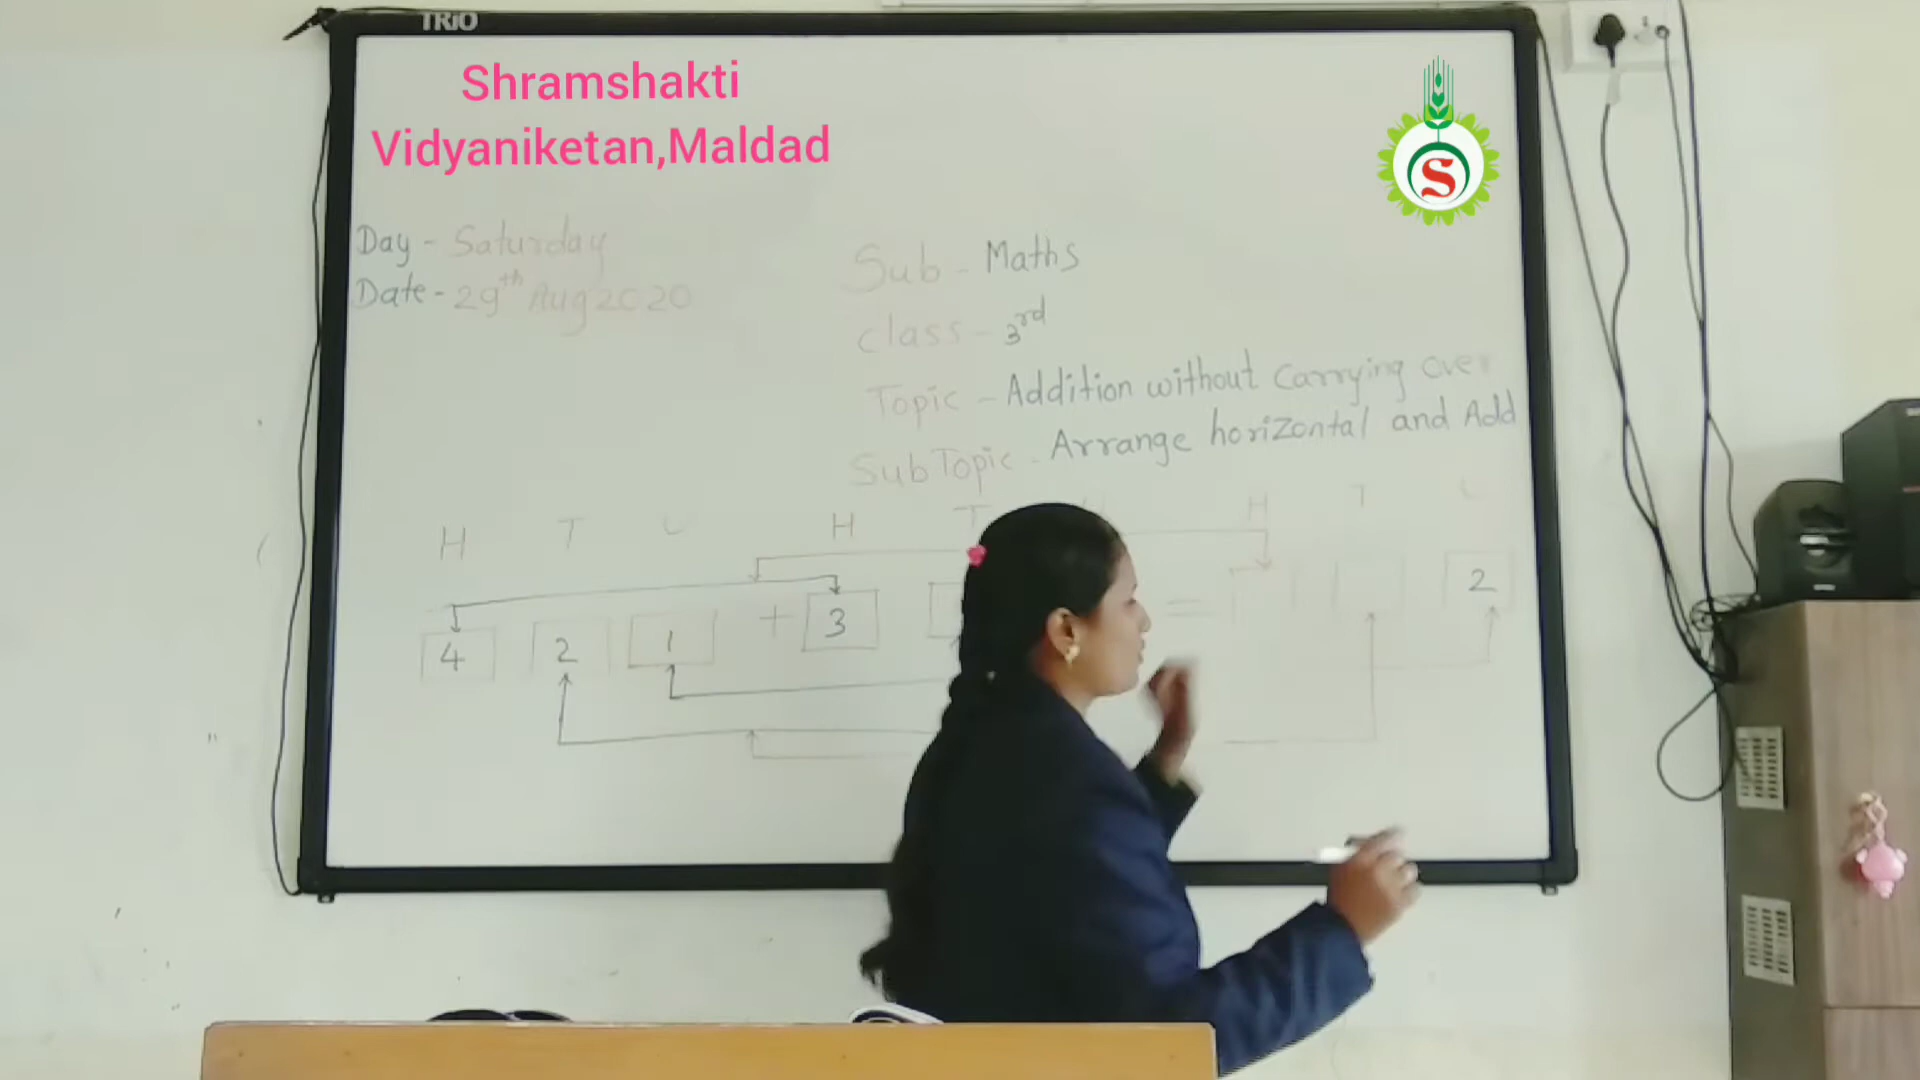 TRIO
Shramshakti
Vidyaniketan,Maldad
S
Day - Saturday
Date - 29th Aug 2020
Sub - Maths
Class - 3rd
Topic - Addition without Carrying over
SubTopic - Arrange horizontal and Add
H T U H T H T U
4 2 1 + 3 = 2